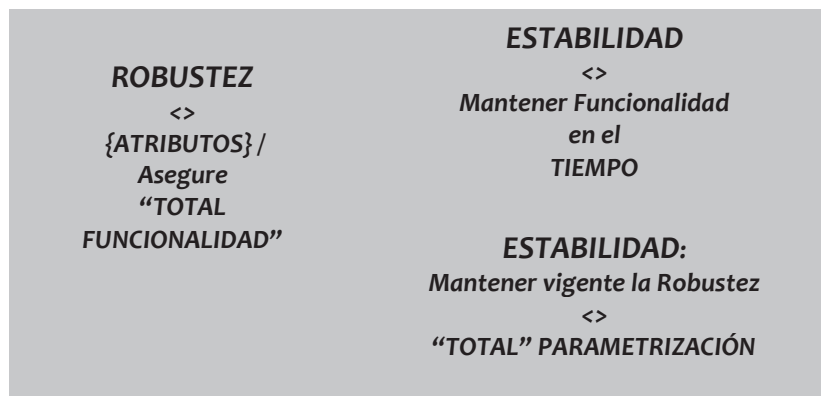 ROBUSTEZ
<>
{ATRIBUTOS} /
Asegure
“TOTAL
FUNCIONALIDAD”
ESTABILIDAD
<>
Mantener Funcionalidad
en el
TIEMPO
ESTABILIDAD:
Mantener vigente la Robustez
<>
“TOTAL” PARAMETRIZACIÓN